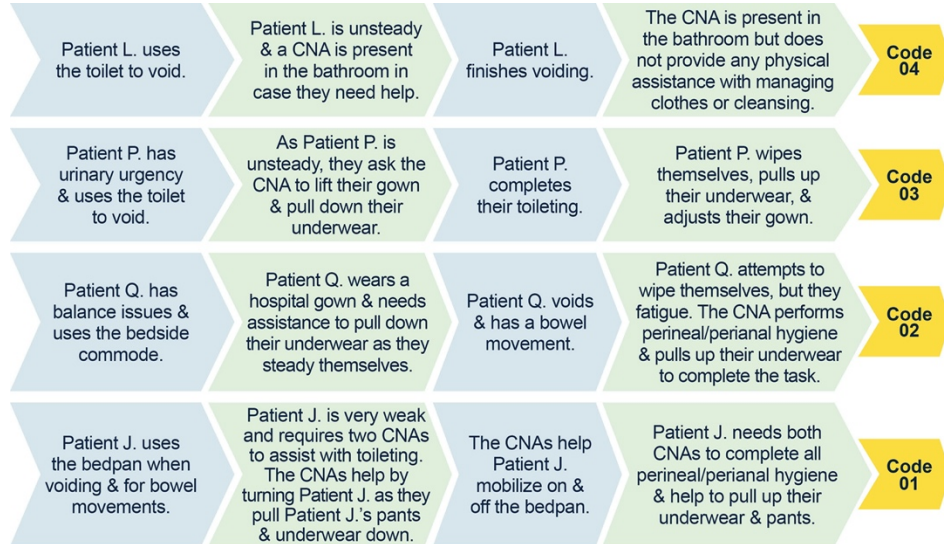 Patient L. uses
the toilet to void.
Patient L. is unsteady
& a CNA is present
in the bathroom in
case they need help.
Patient L.
finishes voiding.
The CNA is present in
the bathroom but does
not provide any physical
assistance with managing
clothes or cleansing.
Code
04
Patient P. has
urinary urgency
& uses the toilet
to void.
As Patient P. is
unsteady, they ask the
CNA to lift their gown
& pull down their
underwear.
Patient P.
completes
their toileting.
Patient P. wipes
themselves, pulls up
their underwear, &
adjusts their gown.
Code
03
Patient Q. has
balance issues &
uses the bedside
commode.
Patient Q. wears a
hospital gown & needs
assistance to pull down
their underwear as they
steady themselves.
Patient Q. voids
& has a bowel
movement.
Patient Q. attempts to
wipe themselves, but they
fatigue. The CNA performs
perineal/perianal hygiene
& pulls up their underwear
to complete the task.
Code
02
Patient J. uses
the bedpan when
voiding & for bowel
movements.
Patient J. is very weak
and requires two CNAs
to assist with toileting.
The CNAs help by
turning Patient J. as they
pull Patient J.'s pants
& underwear down.
The CNAs help
Patient J.
mobilize on &
off the bedpan.
Patient J. needs both
CNAs to complete all
perineal/perianal hygiene
& help to pull up their
underwear & pants.
Code
01